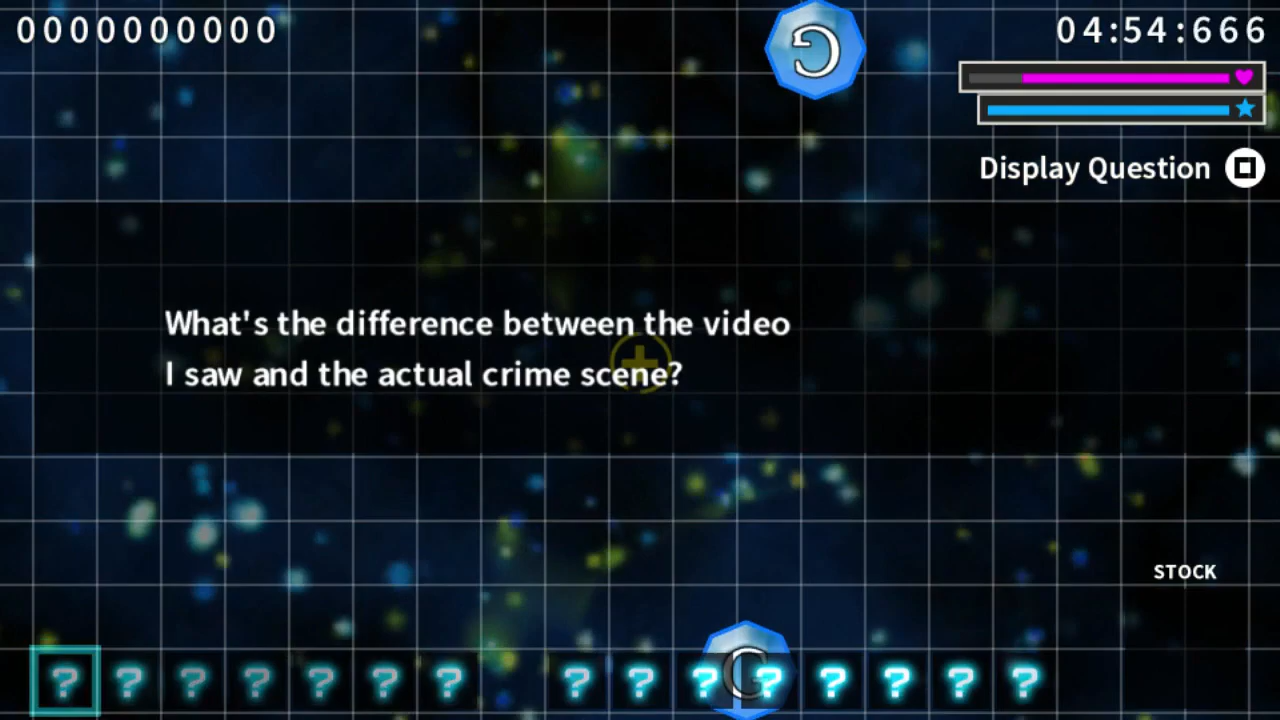 0000000000
G
04:54:666
Display Question
What's the difference between the video
I saw and the actual crime scene?
STOCK
G
??????? ????????